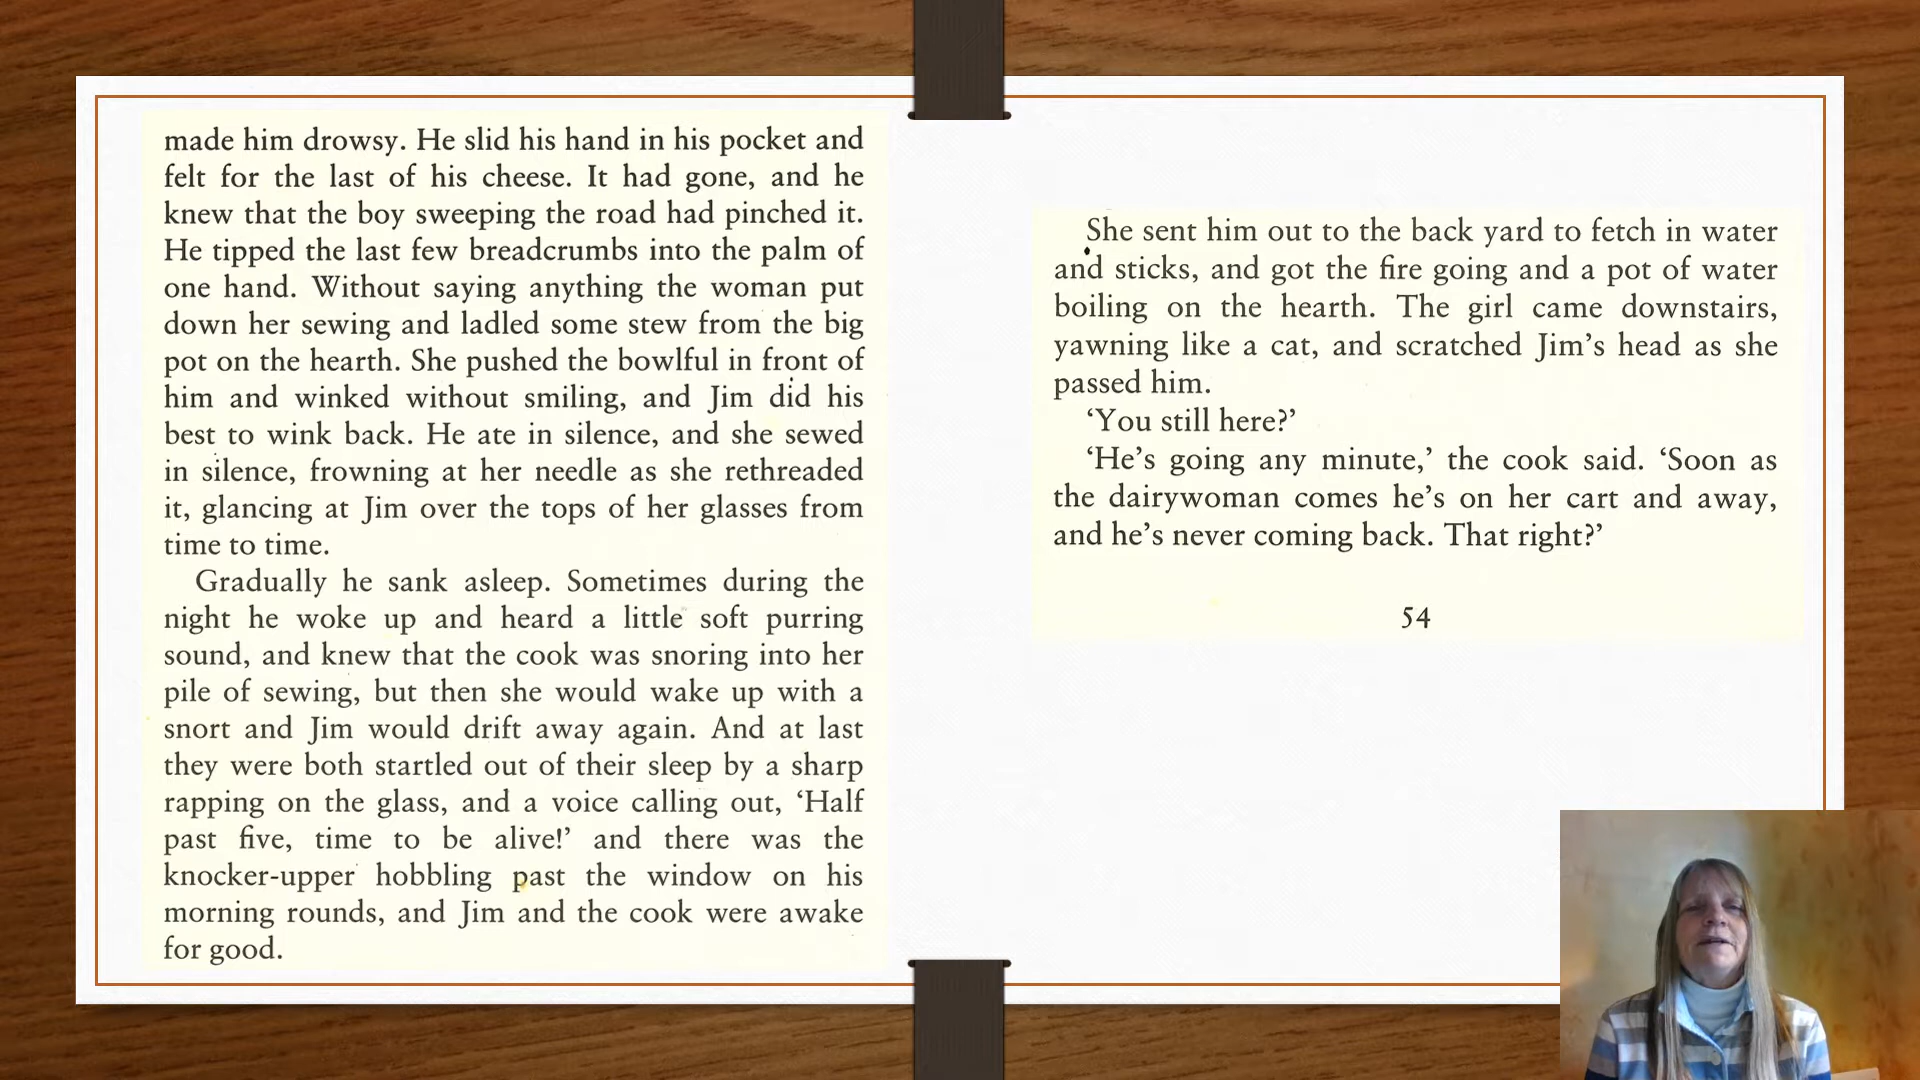 made him drowsy. He slid his hand in his pocket and
felt for the last of his cheese. It had gone, and he
knew that the boy sweeping the road had pinched it.
He tipped the last few breadcrumbs into the palm of
one hand. Without saying anything the woman put
down her sewing and ladled some stew from the big
pot on the hearth. She pushed the bowlful in front of
him and winked without smiling, and Jim did his
best to wink back. He ate in silence, and she sewed
in silence, frowning at her needle as she rethreaded
it, glancing at Jim over the tops of her glasses from
time to time.
Gradually he sank asleep. Sometimes during the
night he woke up and heard a little soft purring
sound, and knew that the cook was snoring into her
pile of sewing, but then she would wake up with a
snort and Jim would drift away again. And at last
they were both startled out of their sleep by a sharp
rapping on the glass, and a voice calling out, ‘Half
past five, time to be alive!’ and there was the
knocker-upper hobbling past the window on his
morning rounds, and Jim and the cook were awake
for good.
She sent him out to the back yard to fetch in water
and sticks, and got the fire going and a pot of water
boiling on the hearth. The girl came downstairs,
yawning like a cat, and scratched Jim’s head as she
passed him.
‘You still here?’
‘He’s going any minute,’ the cook said. ‘Soon as
the dairywoman comes he’s on her cart and away,
and he’s never coming back. That right?’
54